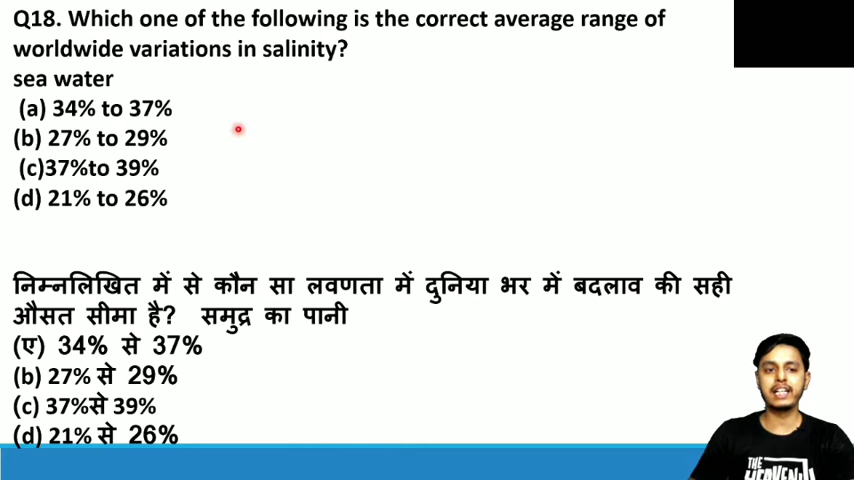 Q18. Which one of the following is the correct average range of
worldwide variations in salinity?
sea water
(a) 34% to 37%
(b) 27% to 29%
(c)37%to 39%
(d) 21% to 26%
निम्नलिखित में से कौन सा लवणता में दुनिया भर में बदलाव की सही
औसत सीमा है? समुद्र का पानी
(ए) 34% से 37%
(b) 27% से 29%
(c) 37%से 39%
(d) 21% से 26%
THE